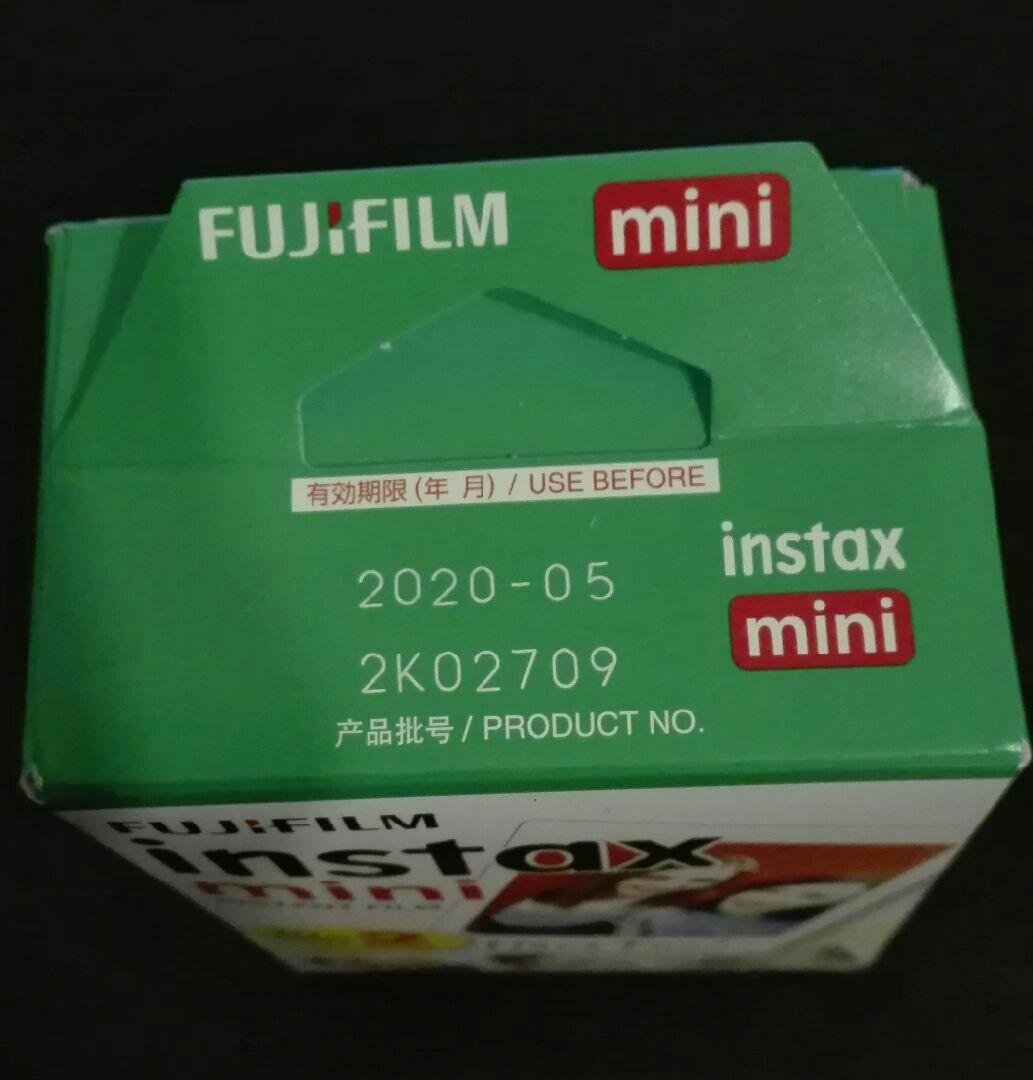 FUJIFILM
mini
有効期限(年 月) / USE BEFORE
instax
mini
2020-05
2K02709
产品批号 / PRODUCT NO.
FUJIFILM
instax
mini